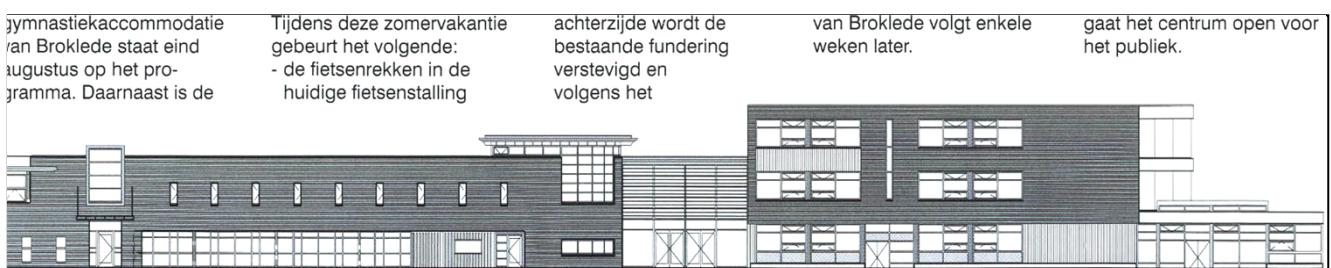 gymnastiekaccommodatie
van Broklede staat eind
augustus op het pro-
gramma. Daarnaast is de
Tijdens deze zomervakantie
gebeurt het volgende:
- de fietsenrekken in de
huidige fietsenstalling
achterzijde wordt de
bestaande fundering
verstevigd en
volgens het
van Broklede volgt enkele
weken later.
gaat het centrum open voor
het publiek.